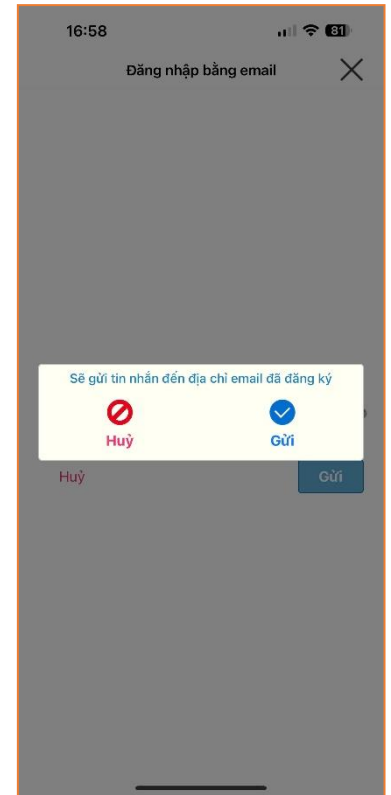 16:58
81
Đăng nhập bằng email
Sẽ gửi tin nhắn đến địa chỉ email đã đăng ký
Huỷ
Gửi
Huỷ
Gửi